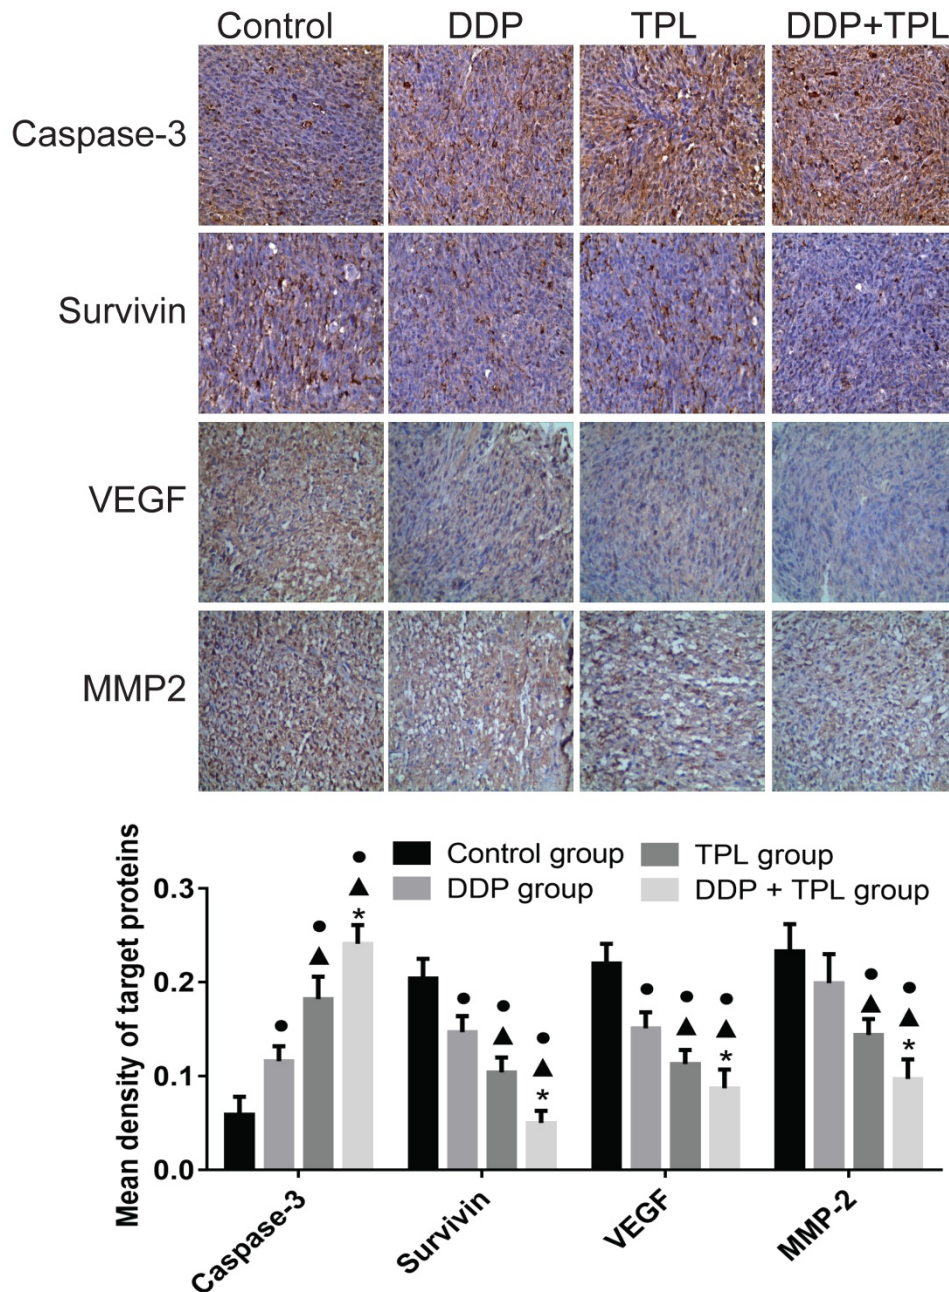 Control DDP TPL DDP+TPL
Caspase-3
Survivin
VEGF
MMP2
Mean density of target proteins
Control group TPL group
DDP group DDP + TPL group
0.3
0.2
0.1
0.0
*
*
*
*
Caspase-3 Survivin VEGF MMP-2